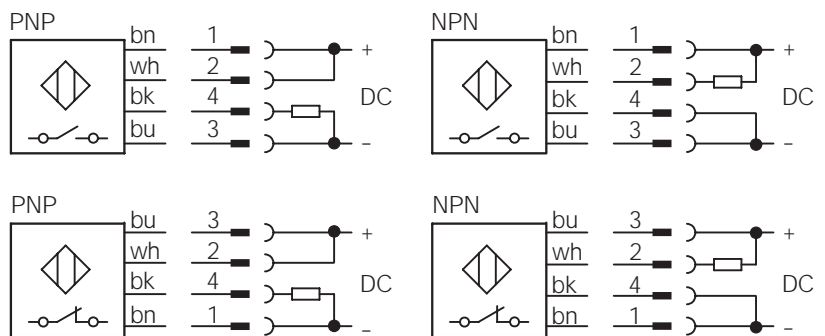 PNP
bn 1 +
wh 2
bk 4 DC
bu 3 -
NPN
bn 1 +
wh 2
bk 4 DC
bu 3 -
PNP
bu 3 +
wh 2
bk 4 DC
bn 1 -
NPN
bu 3 +
wh 2
bk 4 DC
bn 1 -